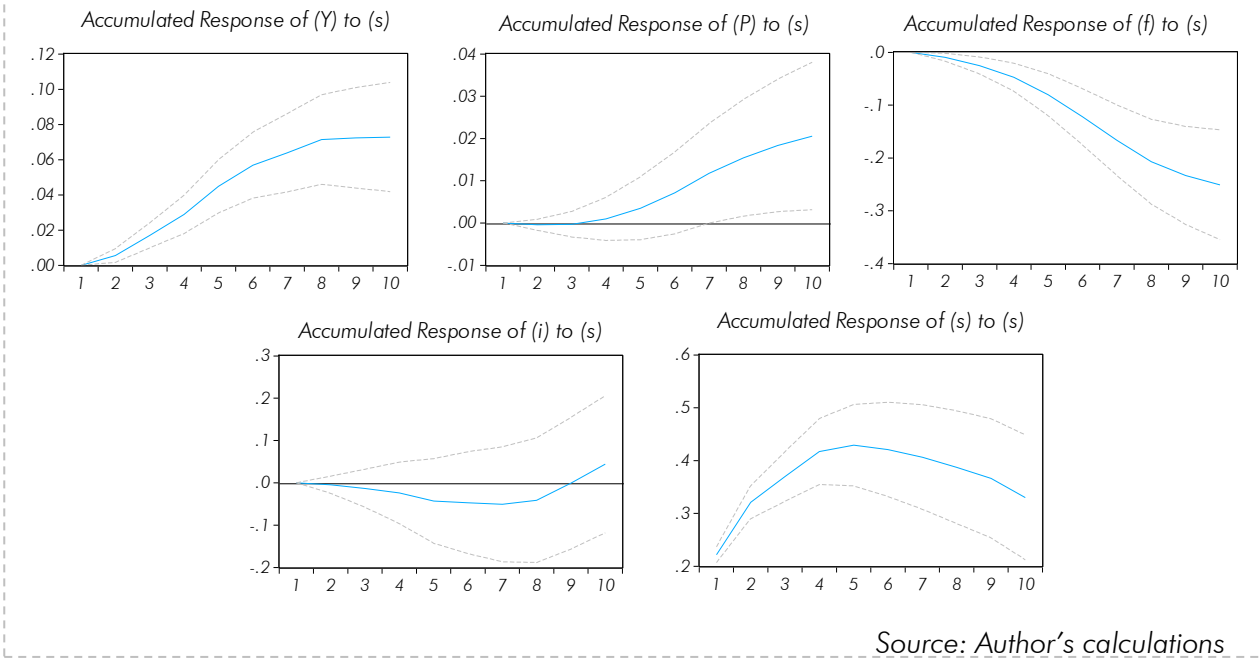 Accumulated Response of (Y) to (s)
.12
.10
.08
.06
.04
.02
.00
1 2 3 4 5 6 7 8 9 10
Accumulated Response of (P) to (s)
.04
.03
.02
.01
.00
-.01
1 2 3 4 5 6 7 8 9 10
Accumulated Response of (f) to (s)
.0
-.1
-.2
-.3
-.4
1 2 3 4 5 6 7 8 9 10
Accumulated Response of (i) to (s)
.3
.2
.1
.0
-.1
-.2
1 2 3 4 5 6 7 8 9 10
Accumulated Response of (s) to (s)
.6
.5
.4
.3
.2
1 2 3 4 5 6 7 8 9 10
Source: Author's calculations